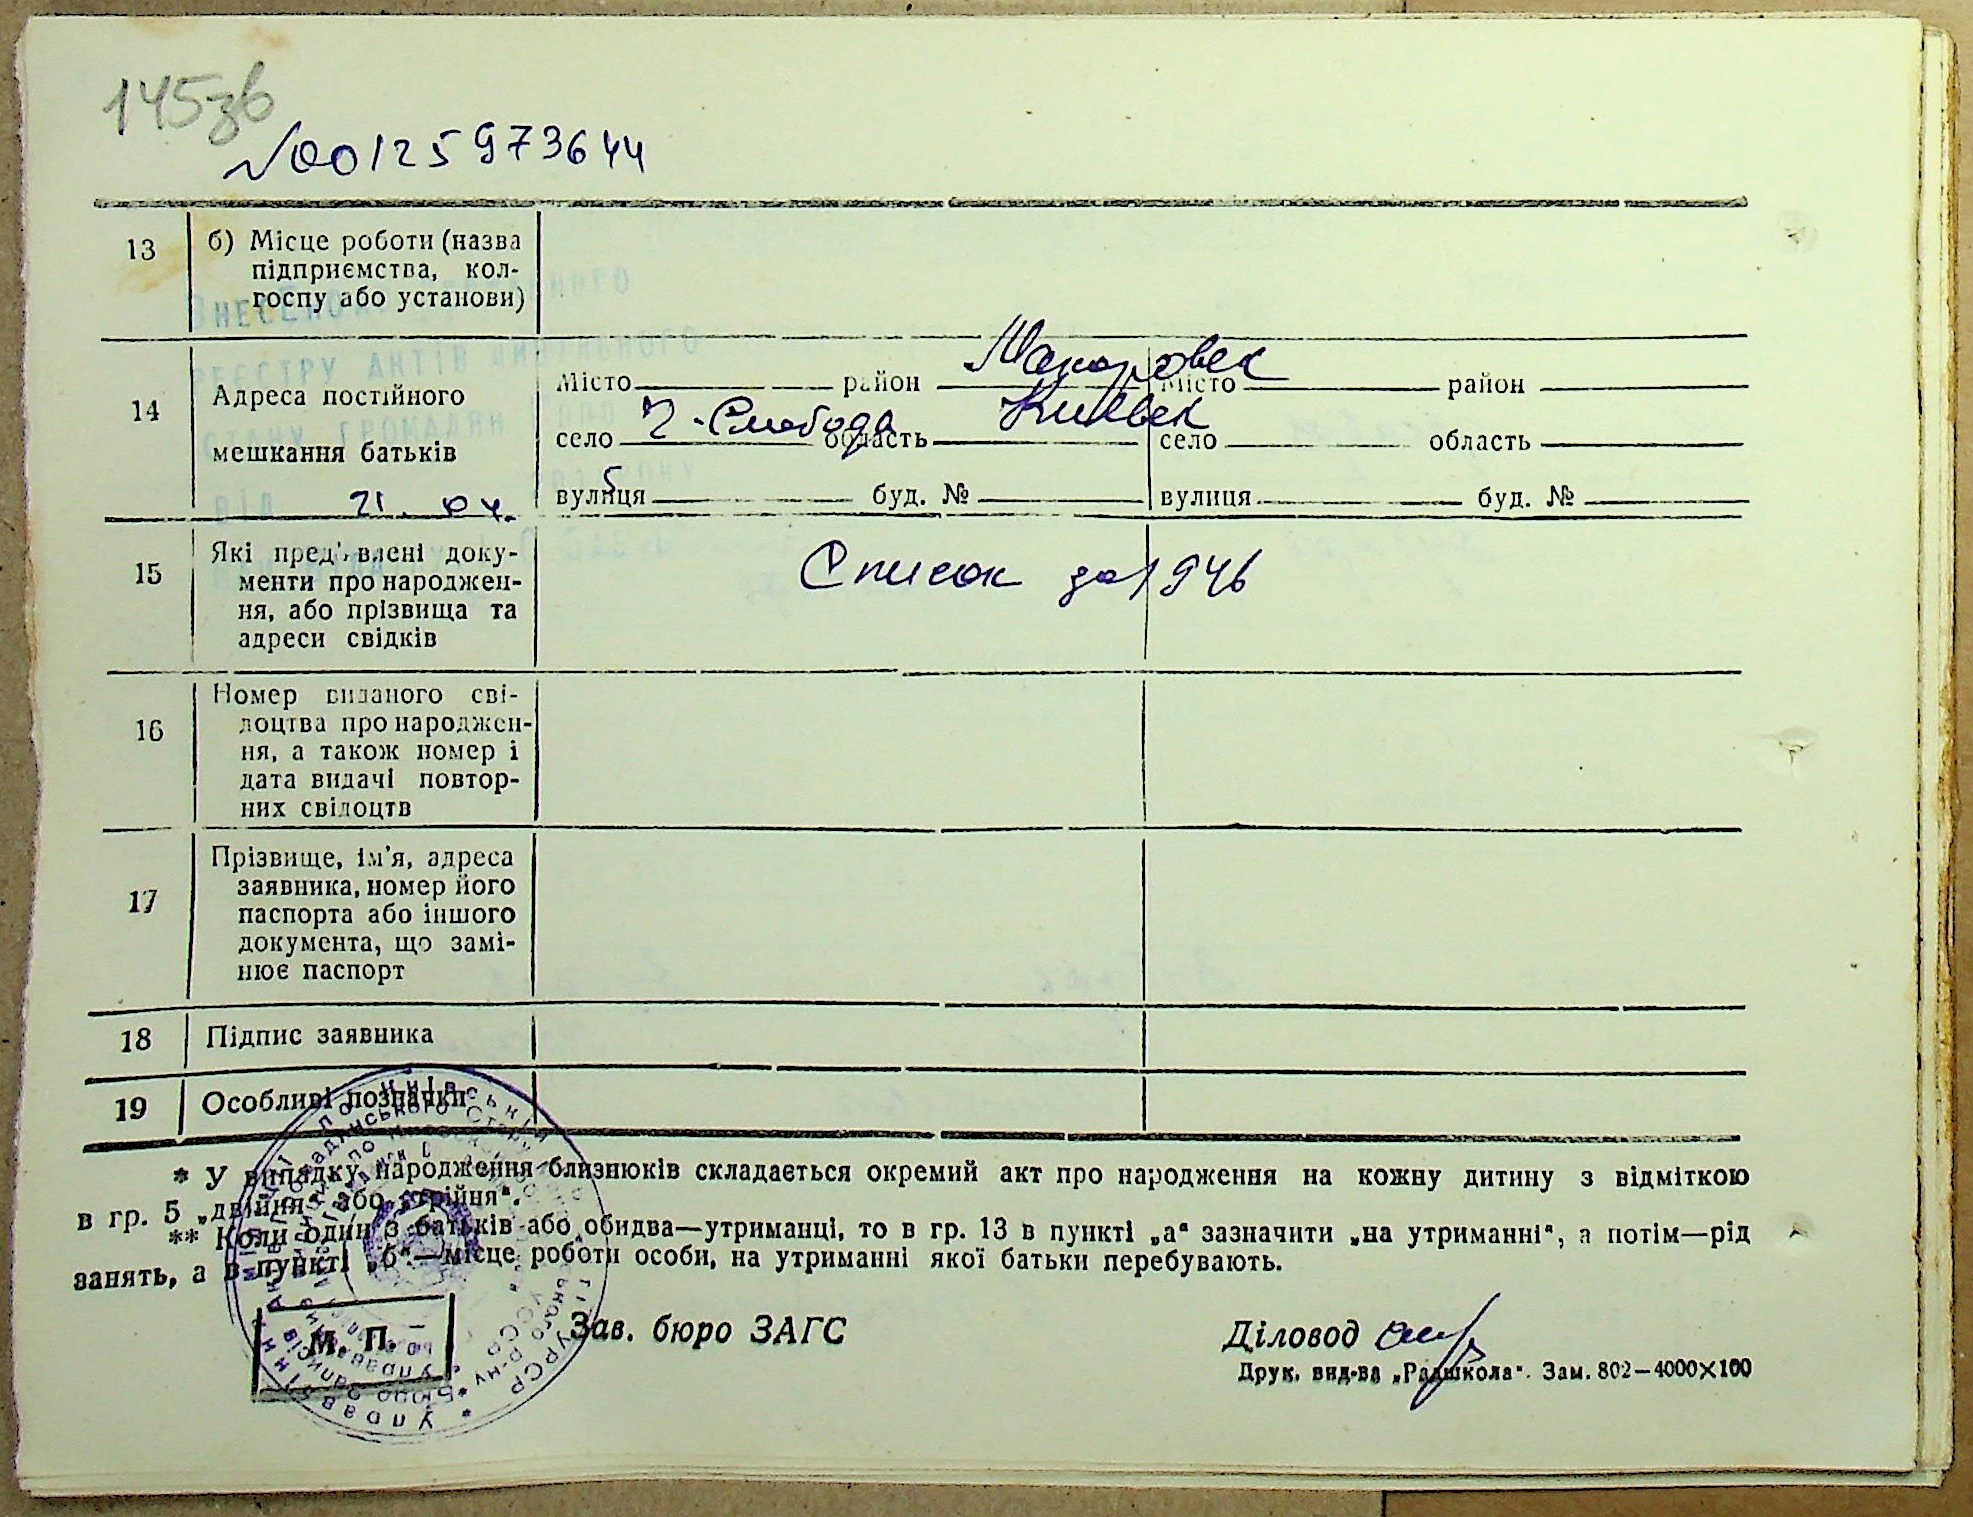 145зв
№00125973644
13
б) Місце роботи (назва
підприємства, кол-
госпу або установи)
14
Адреса постійного
мешкання батьків
Місто район Макаровск Місто район
село Ч-Слобода область Киевск село область
вулиця буд. № вулиця буд. №
21. 04.
15
Які пред'явлені доку-
менти про народжен-
ня, або прізвища та
адреси свідків
Список за 1946
16
Номер виданого сві-
доцтва про народжен-
ня, а також номер і
дата видачі повтор-
них свідоцтв
17
Прізвище, ім'я, адреса
заявника, номер його
паспорта або іншого
документа, що замі-
нює паспорт
18
Підпис заявника
19
Особливі позначки
* У випадку народження близнюків складається окремий акт про народження на кожну дитину з відміткою
в гр. 5 „двійня" або „трійня".
** Коли один з батьків або обидва—утриманці, то в гр. 13 в пункті „а" зазначити „на утриманні", а потім—рід
занять, а в пункті „б".—місце роботи особи, на утриманні якої батьки перебувають.
М. П.
Зав. бюро ЗАГС
Діловод
Друк. вид-ва „Радшкола". Зам. 802—4000×100